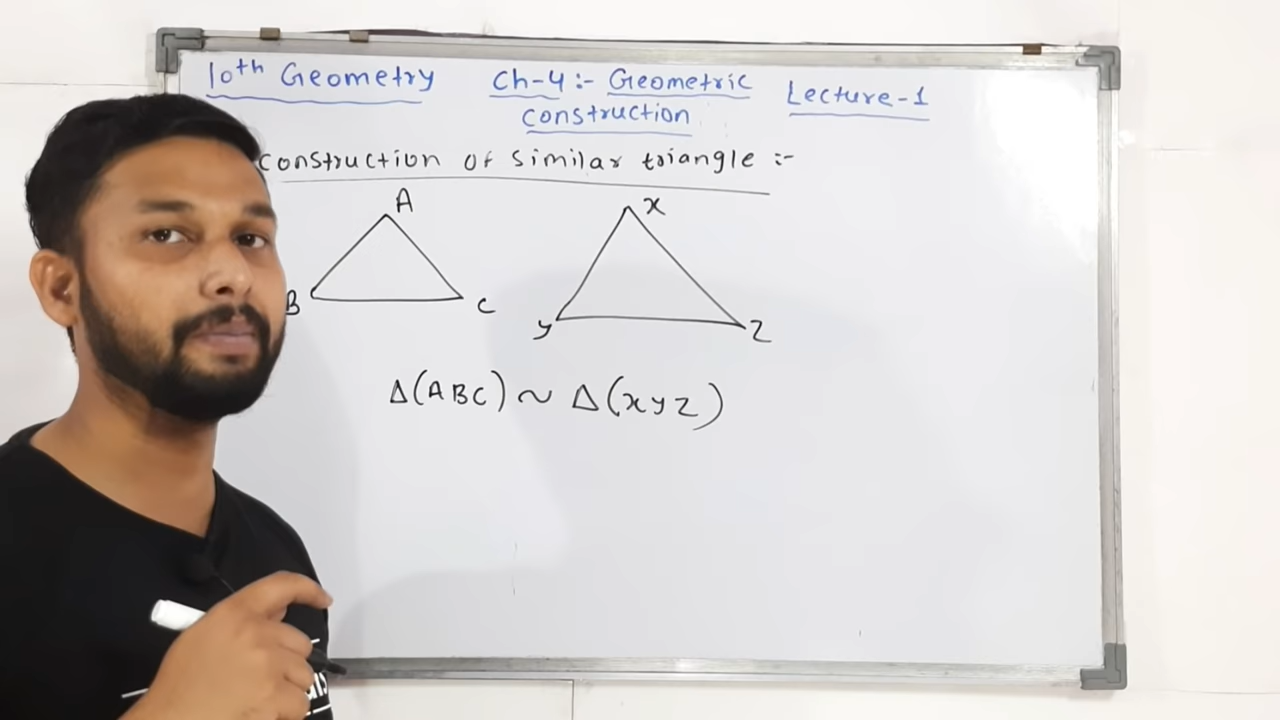 10th Geometry Ch-4:- Geometric Lecture-1
construction
construction of similar triangle :-
A x
B C y z
Δ(ABC) ~ Δ(xyz)